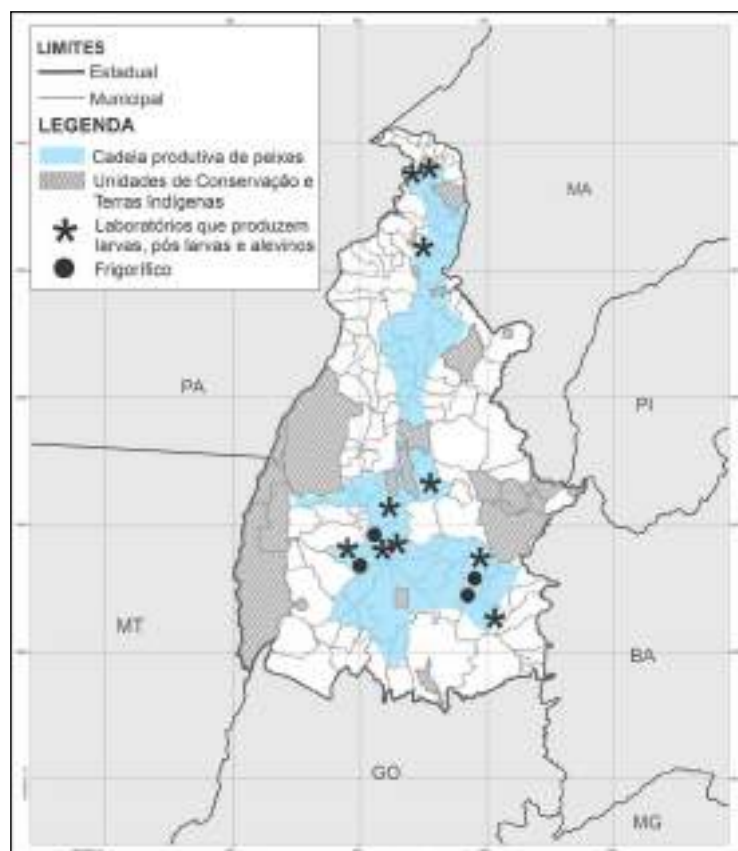 LIMITES
Estadual
Municipal
LEGENDA
Cadeia produtiva de peixes
Unidades de Conservação e
Terras Indígenas
Laboratórios que produzem
larvas, pós larvas e alevinos
Frigorífico
MA
PA
PI
MT
BA
GO
MG